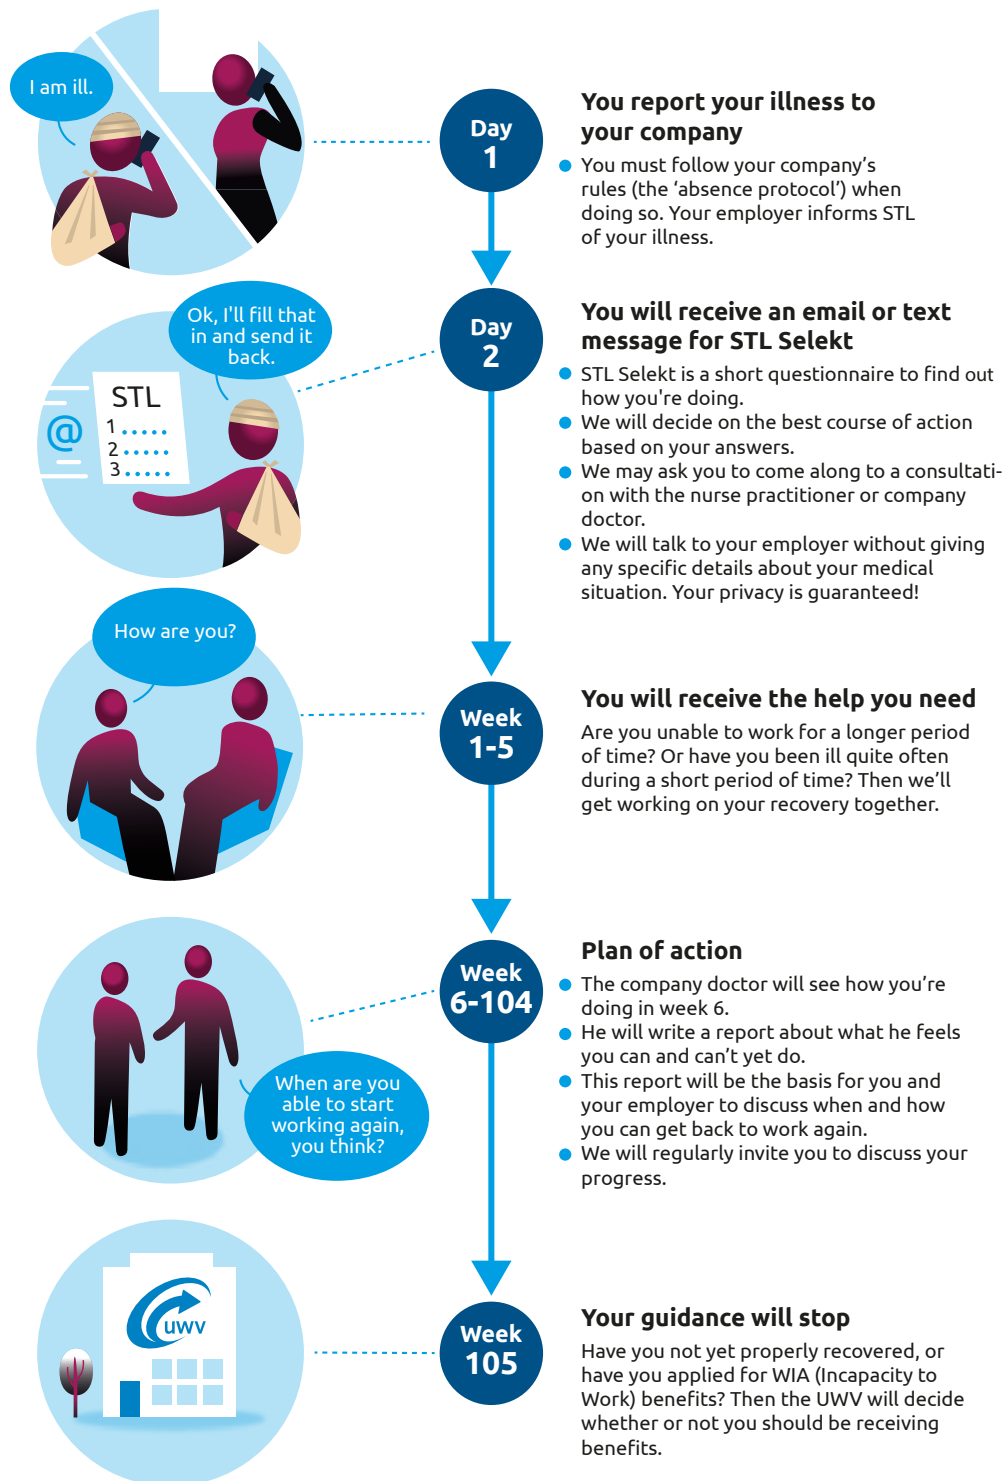 I am ill.
Day
1
You report your illness to
your company
You must follow your company's
rules (the ‘absence protocol’) when
doing so. Your employer informs STL
of your illness.
Ok, I'll fill that
in and send it
back.
STL
1 .....
2 .....
3 .....
@
Day
2
You will receive an email or text
message for STL Selekt
STL Selekt is a short questionnaire to find out
how you're doing.
We will decide on the best course of action
based on your answers.
We may ask you to come along to a consultati-
on with the nurse practitioner or company
doctor.
We will talk to your employer without giving
any specific details about your medical
situation. Your privacy is guaranteed!
How are you?
Week
1-5
You will receive the help you need
Are you unable to work for a longer period
of time? Or have you been ill quite often
during a short period of time? Then we’ll
get working on your recovery together.
Week
6-104
Plan of action
The company doctor will see how you’re
doing in week 6.
He will write a report about what he feels
you can and can’t yet do.
This report will be the basis for you and
your employer to discuss when and how
you can get back to work again.
We will regularly invite you to discuss your
progress.
When are you
able to start
working again,
you think?
uwv
Week
105
Your guidance will stop
Have you not yet properly recovered, or
have you applied for WIA (Incapacity to
Work) benefits? Then the UWV will decide
whether or not you should be receiving
benefits.